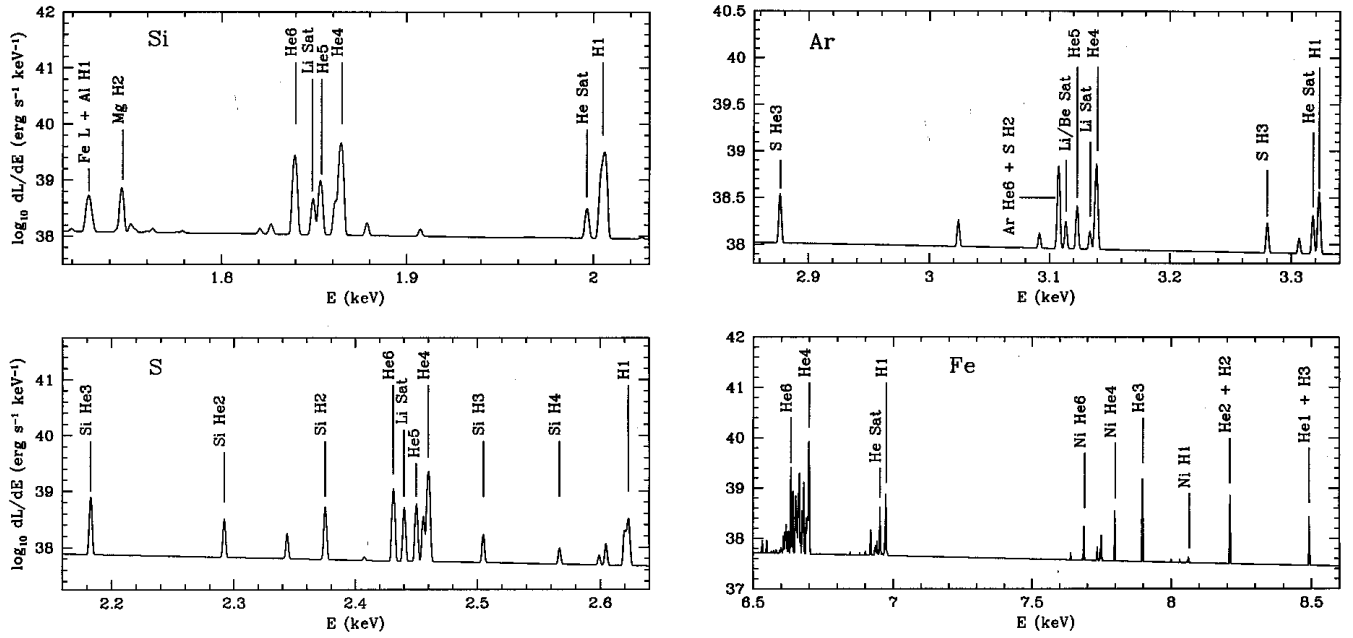 Si
Fe L + Al H1
Mg H2
He6
Li Sat
He5
He4
He Sat
H1
log10 dL/dE (erg s⁻¹ keV⁻¹)
42
41
40
39
38
1.8
1.9
2
E (keV)
Ar
S He3
Ar He6 + S H2
Li/Be Sat
He5
Li Sat
He4
S H3
He Sat
H1
40.5
40
39.5
39
38.5
38
2.9
3
3.1
3.2
3.3
E (keV)
S
Si He3
Si He2
Si H2
He6
Li Sat
He5
He4
Si H3
Si H4
H1
log10 dL/dE (erg s⁻¹ keV⁻¹)
41
40
39
38
2.2
2.3
2.4
2.5
2.6
E (keV)
Fe
He6
He4
He Sat
H1
Ni He6
Ni He4
He3
Ni H1
He2 + H2
He1 + H3
42
41
40
39
38
37
6.5
7
7.5
8
8.5
E (keV)